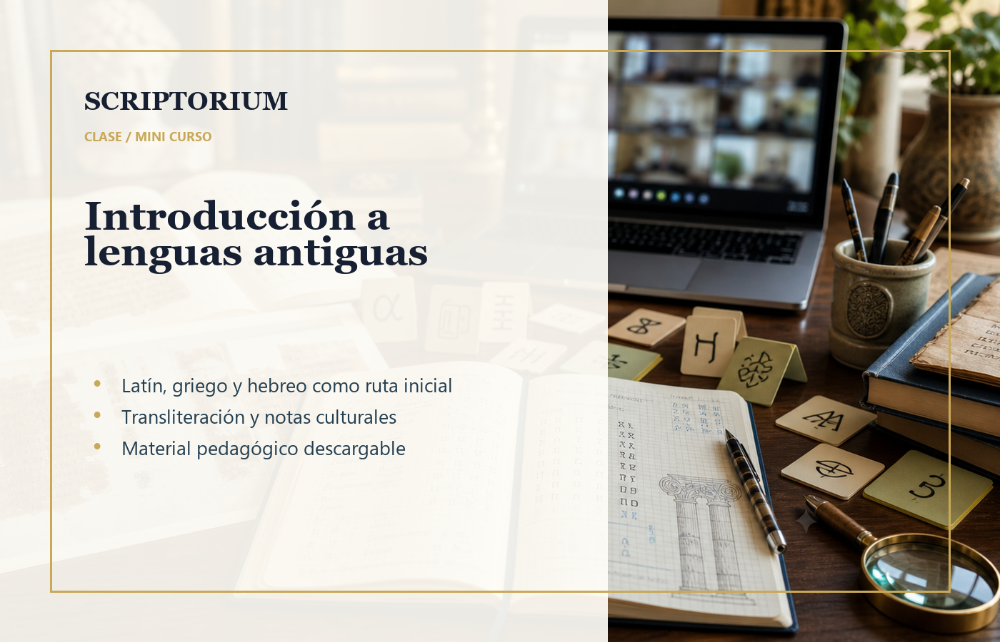 SCRIPTORIUM
CLASE / MINI CURSO
Introducción a
lenguas antiguas
• Latín, griego y hebreo como ruta inicial
• Transliteración y notas culturales
• Material pedagógico descargable